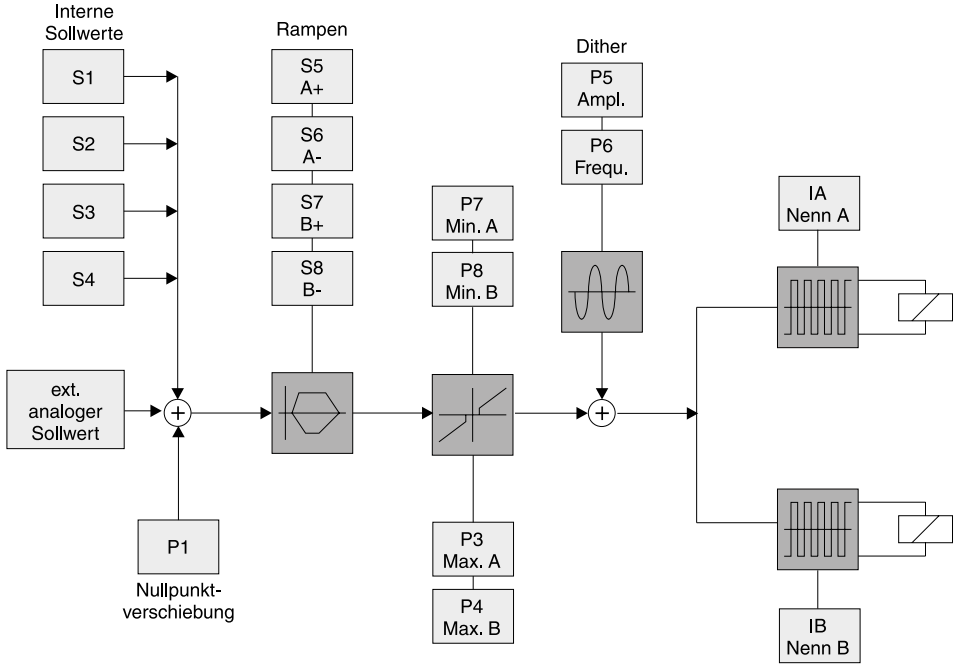 Interne
Sollwerte
S1
S2
S3
S4
ext.
analoger
Sollwert
+
P1
Nullpunkt-
verschiebung
Rampen
S5
A+
S6
A-
S7
B+
S8
B-
P7
Min. A
P8
Min. B
P3
Max. A
P4
Max. B
Dither
P5
Ampl.
P6
Frequ.
+
IA
Nenn A
IB
Nenn B